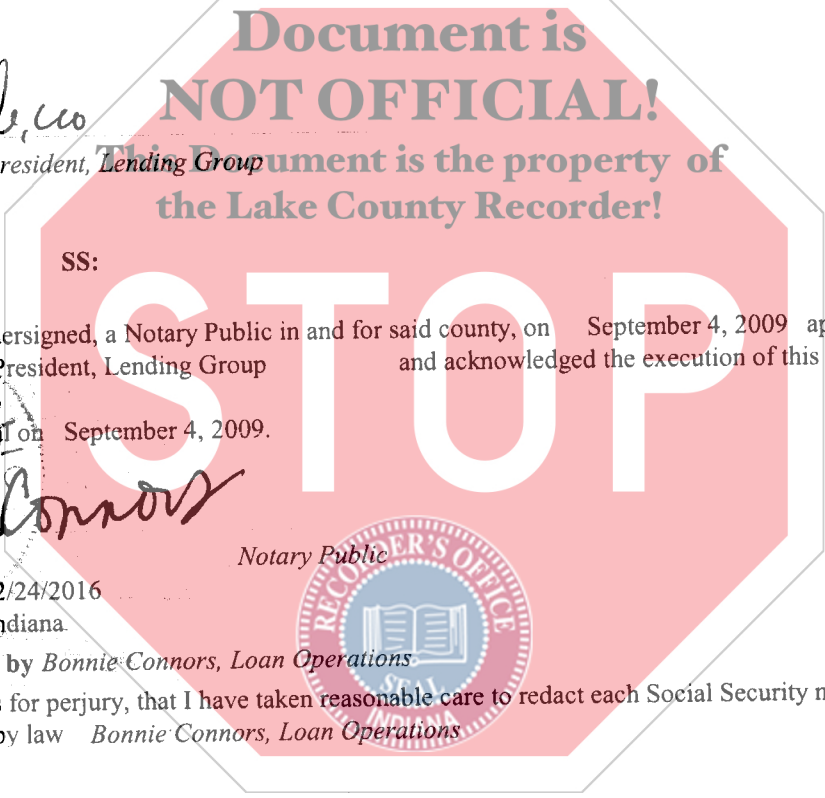 Document is
NOT OFFICIAL!
, CCO
resident, Lending Group
This Document is the property of
the Lake County Recorder!
SS:
STOP
ersigned, a Notary Public in and for said county, on September 4, 2009 ap
President, Lending Group and acknowledged the execution of this
on September 4, 2009.
Connors
Notary Public
RECORDER'S OFFICE
2/24/2016
ndiana.
by Bonnie Connors, Loan Operations
SEAL
for perjury, that I have taken reasonable care to redact each Social Security n
INDIANA
by law Bonnie Connors, Loan Operations